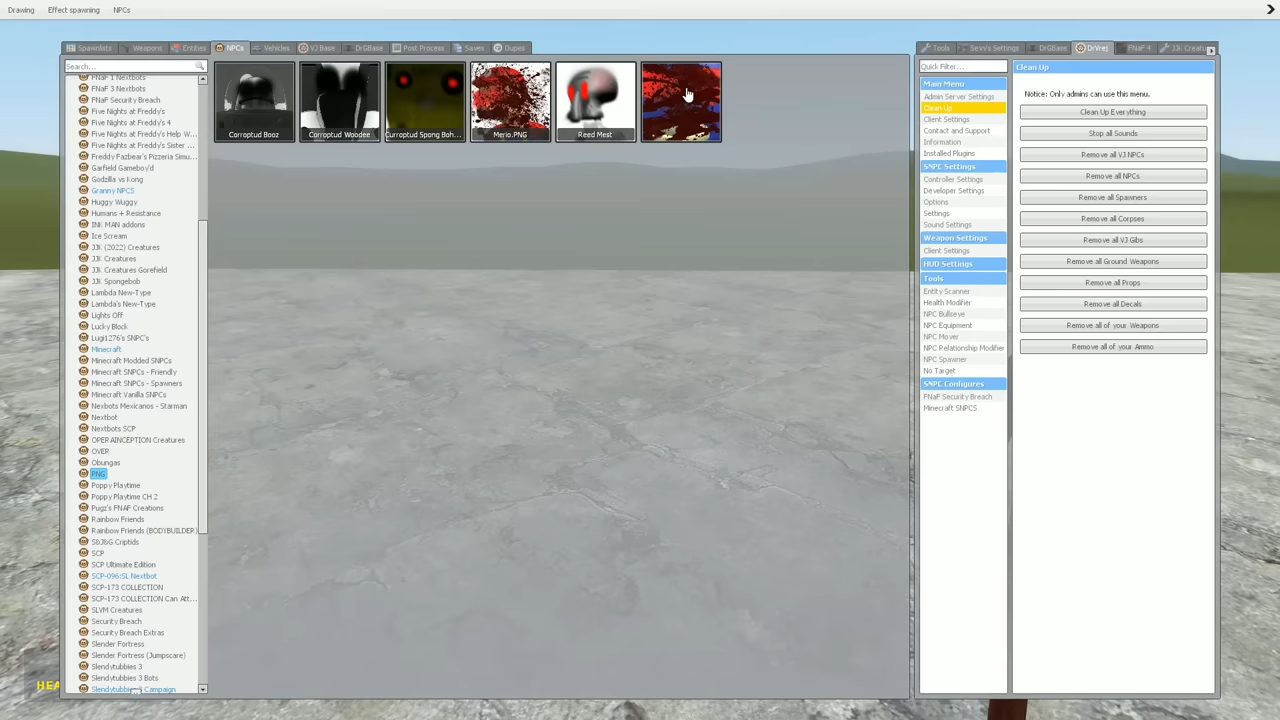 Drawing Effect spawning NPCs
Spawnlists Weapons Entities NPCs Vehicles VJ Base DrGBase Post Process Saves Dupes
Search...
FNaF 1 Nextbots
FNaF 3 Nextbots
FNaF Security Breach
Five Nights at Freddy's
Five Nights at Freddy's 4
Five Nights at Freddy's Help W...
Five Nights at Freddy's Sister ...
Freddy Fazbear's Pizzeria Simu...
Garfield Gameboy'd
Godzilla vs Kong
Granny NPCS
Huggy Wuggy
Humans + Resistance
INK MAN addons
Ice Scream
JJK (2022) Creatures
JJK Creatures
JJK Creatures Gorefield
JJK Spongebob
Lambda New-Type
Lambda's New-Type
Lights Off
Lucky Block
Lugi1276's SNPC's
Minecraft
Minecraft Modded SNPCs
Minecraft SNPCs - Friendly
Minecraft SNPCs - Spawners
Minecraft Vanilla SNPCs
Nextbots Mexicanos - Starman
Nextbot
Nextbots SCP
OPERAINCEPTION Creatures
OVER
Obungas
PNG
Poppy Playtime
Poppy Playtime CH 2
Pugz's FNAF Creations
Rainbow Friends
Rainbow Friends (BODYBUILDER)
S&J&G Criptids
SCP
SCP Ultimate Edition
SCP-096:SL Nextbot
SCP-173 COLLECTION
SCP-173 COLLECTION Can Att...
SLVM Creatures
Security Breach
Security Breach Extras
Slender Fortress
Slender Fortress (Jumpscare)
Slendytubbies 3
Slendytubbies 3 Bots
Slendytubbies 3 Campaign
Corroptud Booz
Corroptud Woodee
Curroptud Spong Boh...
Merio.PNG
Reed Mest
HEA
Tools Servi's Settings DrGBase DrVrej FNaF 4 JJK Creatur
Quick Filter...
Main Menu
Admin Server Settings
Clean Up
Client Settings
Contact and Support
Information
Installed Plugins
SNPC Settings
Controller Settings
Developer Settings
Options
Settings
Sound Settings
Weapon Settings
Client Settings
HUD Settings
Tools
Entity Scanner
Health Modifier
NPC Bullseye
NPC Equipment
NPC Mover
NPC Relationship Modifier
NPC Spawner
No Target
SNPC Configures
FNaF Security Breach
Minecraft SNPCS
Clean Up
Notice: Only admins can use this menu.
Clean Up Everything
Stop all Sounds
Remove all VJ NPCs
Remove all NPCs
Remove all Spawners
Remove all Corpses
Remove all VJ Gibs
Remove all Ground Weapons
Remove all Props
Remove all Decals
Remove all of your Weapons
Remove all of your Ammo